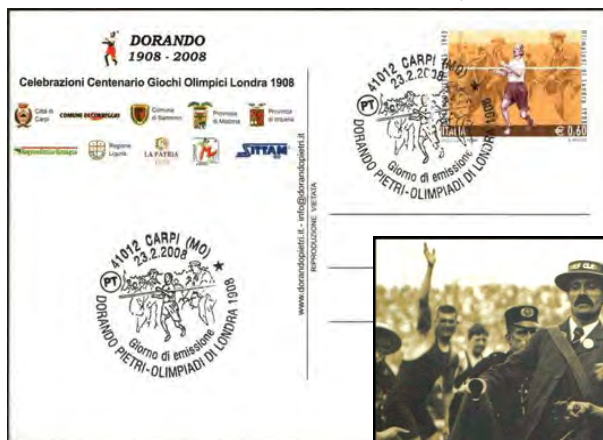 DORANDO
1908 - 2008
Celebrazioni Centenario Giochi Olimpici Londra 1908
Città di
Carpi
COMUNE DI CORREGGIO
Comune
di
Provincia
di Modena
Provincia
di Imperia
Regione
Liguria
LA PATRIA
SITTAM
41012 CARPI (MO)
23.2.2008
PT
Giorno di emissione
DORANDO PIETRI-OLIMPIADI DI LONDRA 1908
ITALIA
€ 0,60
41012 CARPI (MO)
23.2.2008
PT
Giorno di emissione
DORANDO PIETRI-OLIMPIADI DI LONDRA 1908
www.dorandopietri.it - info@dorandopietri.it
RIPRODUZIONE VIETATA